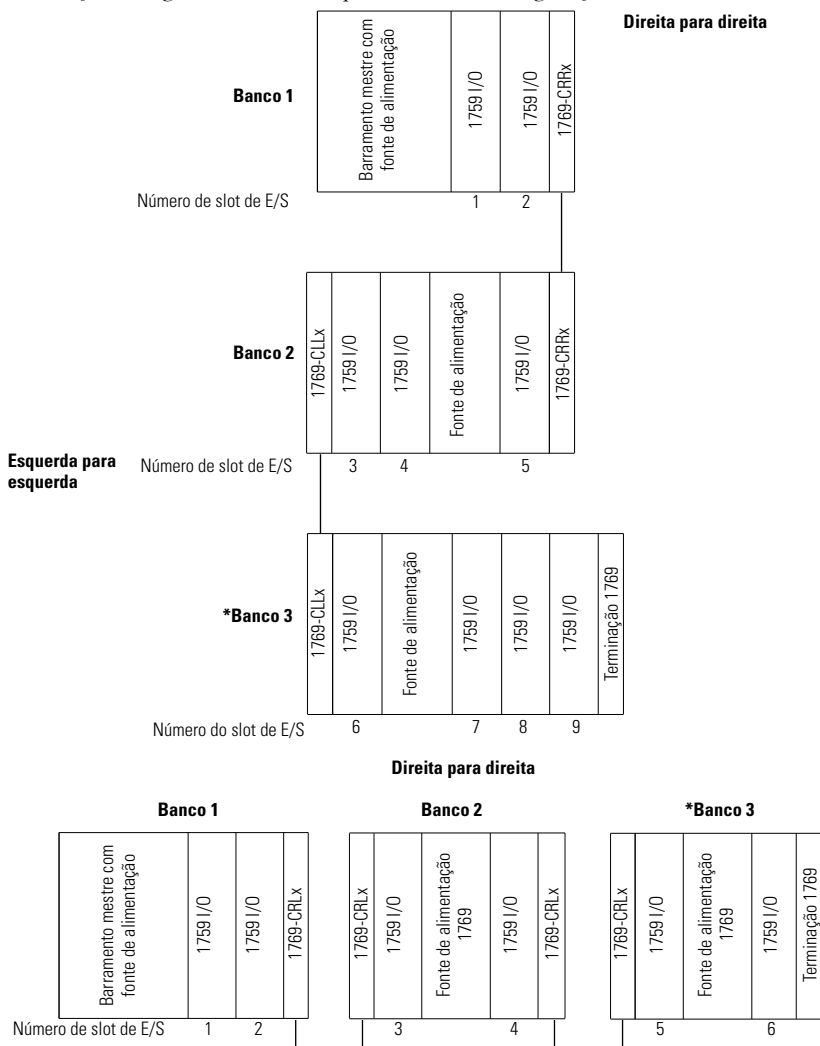 Direita para direita
Banco 1
Barramento mestre com
fonte de alimentação
1759 I/O
1759 I/O
1769-CRRx
Número de slot de E/S
1
2
Banco 2
1769-CLLx
1759 I/O
1759 I/O
Fonte de alimentação
1759 I/O
1769-CRRx
Esquerda para
esquerda
Número de slot de E/S
3
4
5
*Banco 3
1769-CLLx
1759 I/O
Fonte de alimentação
1759 I/O
1759 I/O
1759 I/O
Terminação 1769
Número do slot de E/S
6
7
8
9
Direita para direita
Banco 1
Banco 2
*Banco 3
Barramento mestre com
fonte de alimentação
1759 I/O
1759 I/O
1769-CRLx
1769-CRLx
1759 I/O
Fonte de alimentação
1769
1759 I/O
1769-CRLx
1769-CRLx
1759 I/O
Fonte de alimentação
1769
1759 I/O
Terminação 1769
Número de slot de E/S
1
2
3
4
5
6